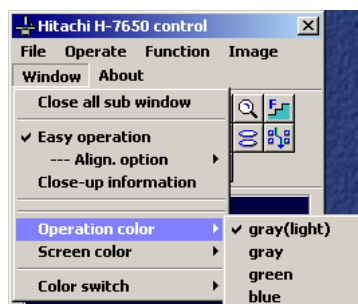 Hitachi H-7650 control
File Operate Function Image
Window About
Close all sub window
✓ Easy operation
--- Align. option
Close-up information
Operation color ✓ gray(light)
Screen color gray
green
Color switch blue